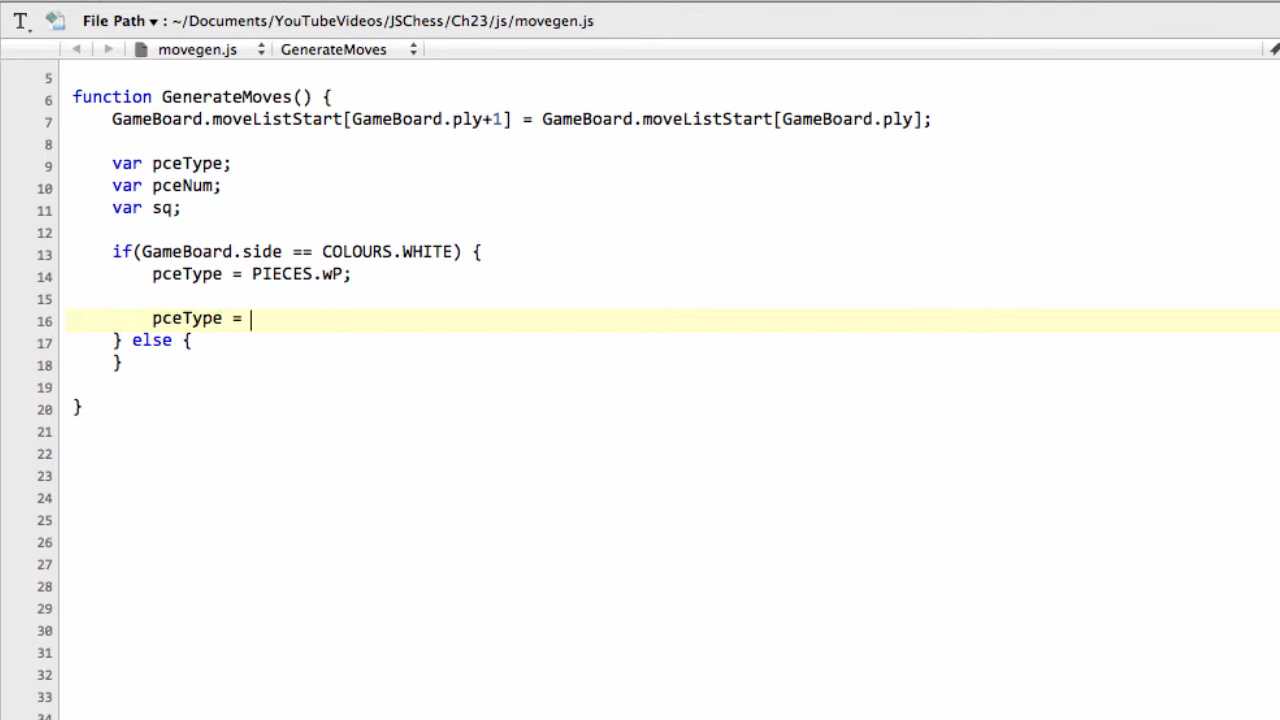 T. File Path ▾ : ~/Documents/YouTubeVideos/JSChess/Ch23/js/movegen.js
movegen.js GenerateMoves
5
6 function GenerateMoves() {
7 GameBoard.moveListStart[GameBoard.ply+1] = GameBoard.moveListStart[GameBoard.ply];
8
9 var pceType;
10 var pceNum;
11 var sq;
12
13 if(GameBoard.side == COLOURS.WHITE) {
14 pceType = PIECES.wP;
15
16 pceType =
17 } else {
18 }
19
20 }
21
22
23
24
25
26
27
28
29
30
31
32
33
34